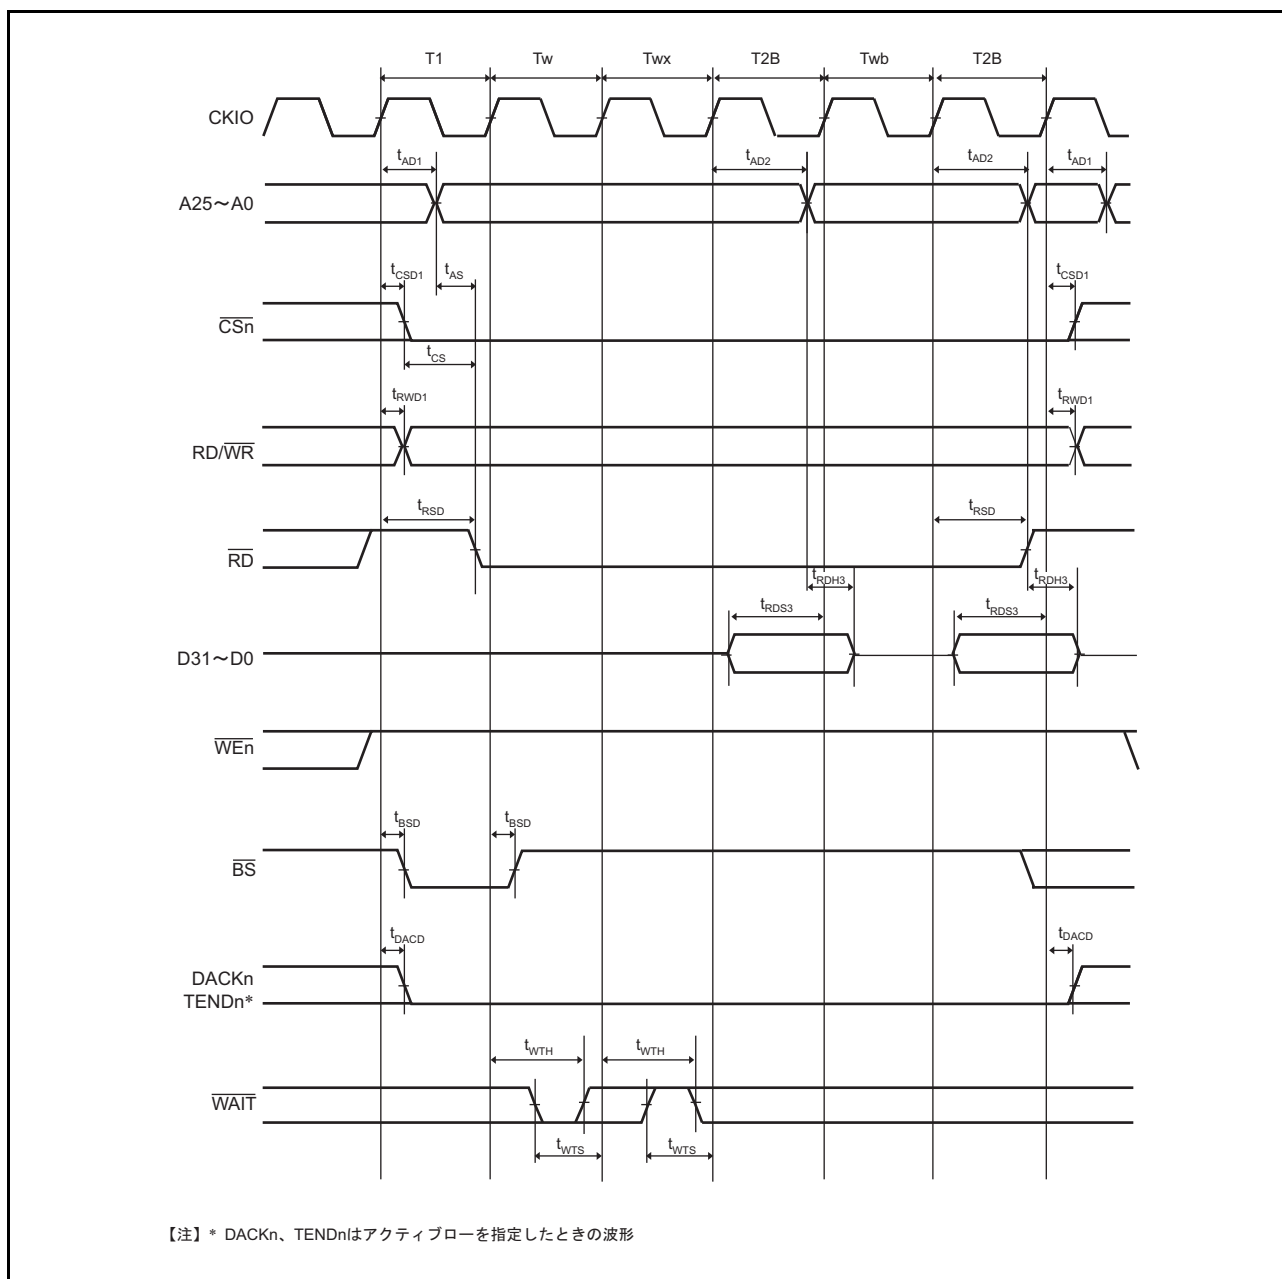 T1 Tw Twx T2B Twb T2B
CKIO
tAD1 tAD2 tAD2 tAD1
A25～A0
tCSD1 tAS tCSD1
CSn
tCS
tRWD1 tRWD1
RD/WR
tRSD tRSD
RD
tRDH3 tRDH3
tRDS3 tRDS3
D31～D0
WEn
tBSD tBSD
BS
tDACD tDACD
DACKn
TENDn*
tWTH tWTH
WAIT
tWTS tWTS
【注】* DACKn、TENDnはアクティブローを指定したときの波形